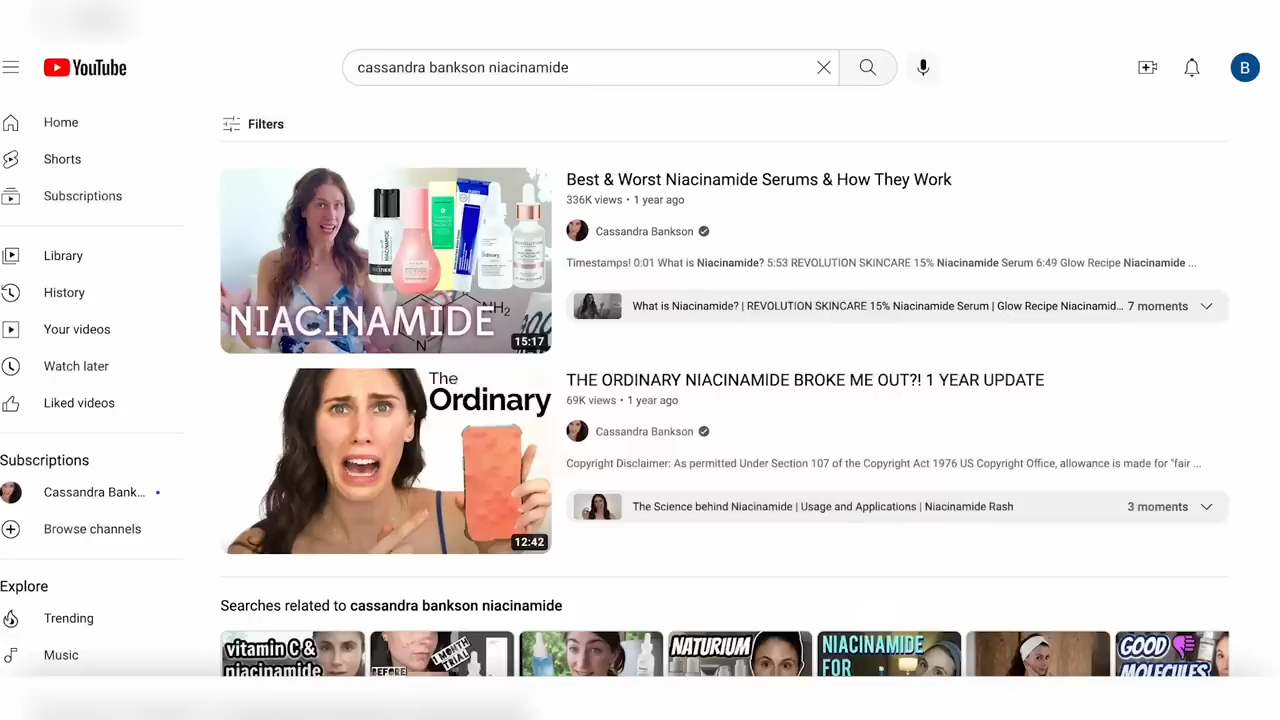 YouTube
cassandra bankson niacinamide
B
Home
Shorts
Subscriptions
Library
History
Your videos
Watch later
Liked videos
Subscriptions
Cassandra Bank...
Browse channels
Explore
Trending
Music
Filters
NIACINAMIDE
NH2
N
15:17
Best & Worst Niacinamide Serums & How They Work
336K views • 1 year ago
Cassandra Bankson
Timestamps! 0:01 What is Niacinamide? 5:53 REVOLUTION SKINCARE 15% Niacinamide Serum 6:49 Glow Recipe Niacinamide ...
What is Niacinamide? | REVOLUTION SKINCARE 15% Niacinamide Serum | Glow Recipe Niacinamid... 7 moments
The
Ordinary
12:42
THE ORDINARY NIACINAMIDE BROKE ME OUT?! 1 YEAR UPDATE
69K views • 1 year ago
Cassandra Bankson
Copyright Disclaimer: As permitted Under Section 107 of the Copyright Act 1976 US Copyright Office, allowance is made for "fair ...
The Science behind Niacinamide | Usage and Applications | Niacinamide Rash 3 moments
Searches related to cassandra bankson niacinamide
vitamin C &
niacinamide
BEFORE
1 MONTH
TRIAL
NATURIUM
NIACINAMIDE
FOR
GOOD
MOLECULES